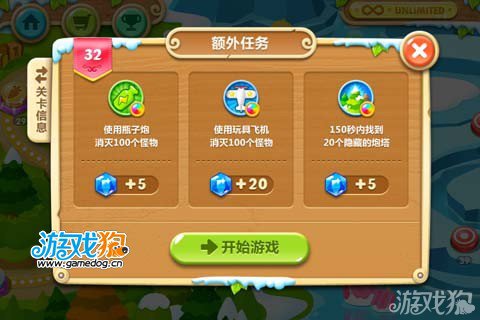 UNLIMITED
32
额外任务
关卡信息
使用瓶子炮
消灭100个怪物
+5
使用玩具飞机
消灭100个怪物
+20
150秒内找到
20个隐藏的炮塔
+5
开始游戏
29
游戏狗
www.gamedog.cn
游戏狗